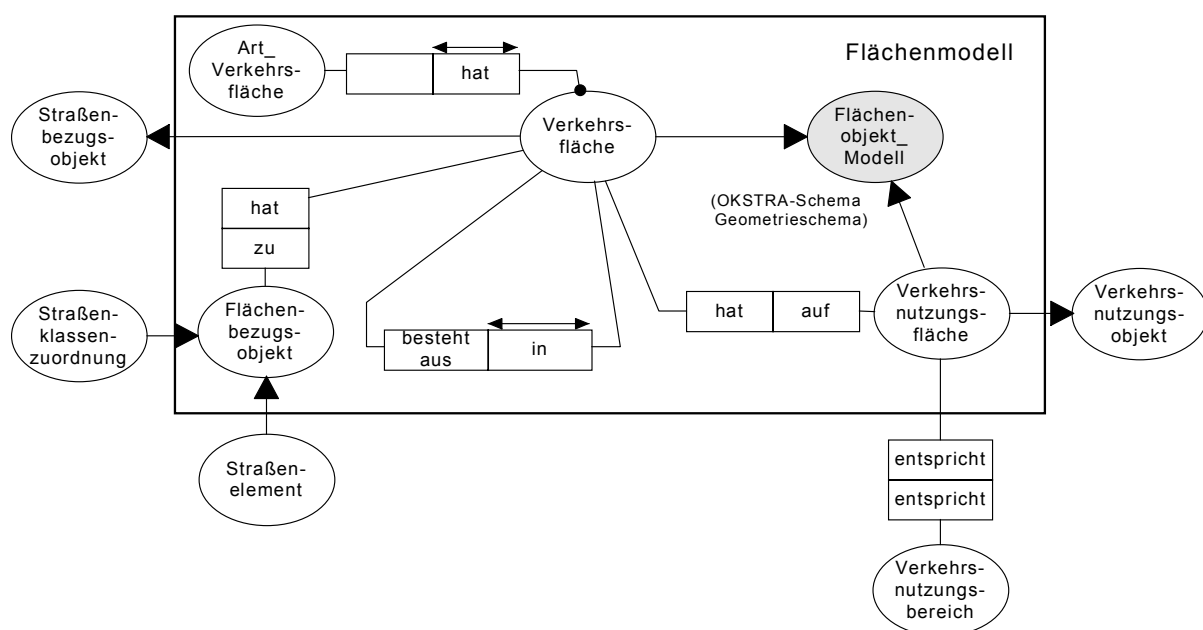 Flächenmodell
Art_
Verkehrs-
fläche
hat
Straßen-
bezugs-
objekt
Verkehrs-
fläche
Flächen-
objekt_
Modell
(OKSTRA-Schema
Geometrieschema)
hat
zu
Straßen-
klassen-
zuordnung
Flächen-
bezugs-
objekt
besteht
aus
in
hat
auf
Verkehrs-
nutzungs-
fläche
Verkehrs-
nutzungs-
objekt
Straßen-
element
entspricht
entspricht
Verkehrs-
nutzungs-
bereich